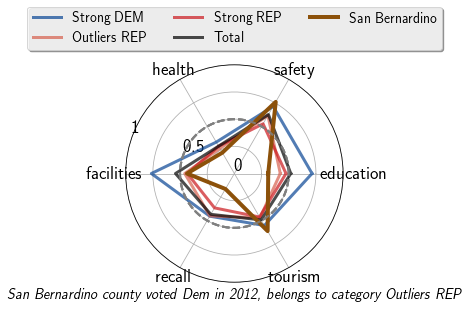 Strong DEM
Strong REP
San Bernardino
Outliers REP
Total
health
safety
1
0.5
0
facilities
education
recall
tourism
San Bernardino county voted Dem in 2012, belongs to category Outliers REP